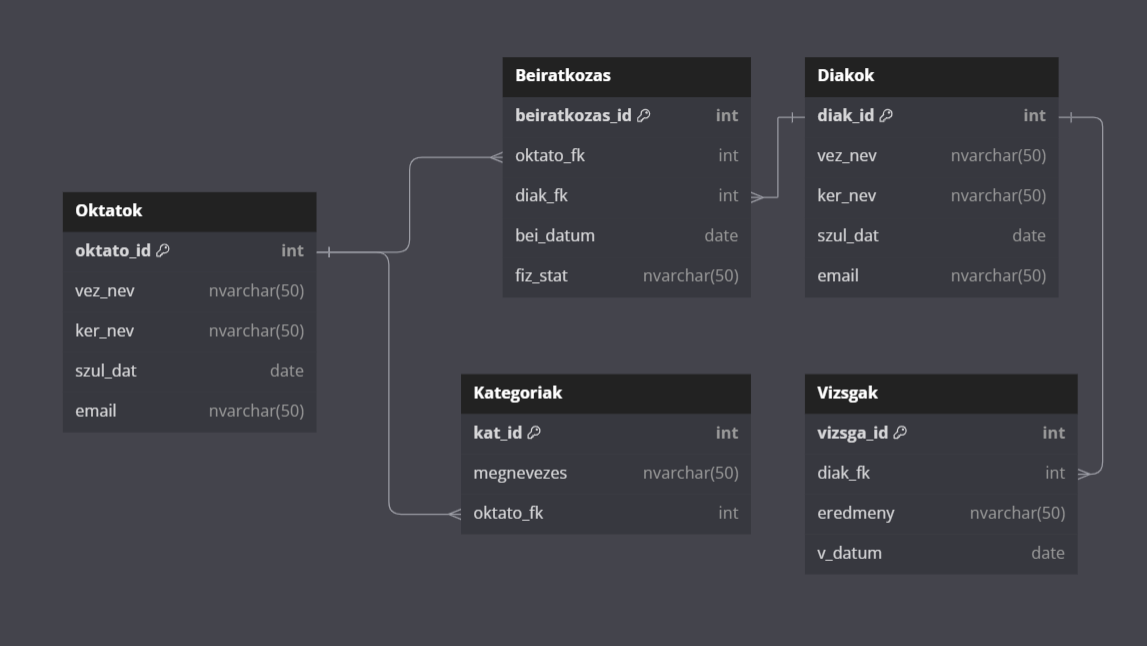 Oktatok
oktato_id int
vez_nev nvarchar(50)
ker_nev nvarchar(50)
szul_dat date
email nvarchar(50)
Beiratkozas
beiratkozas_id int
oktato_fk int
diak_fk int
bei_datum date
fiz_stat nvarchar(50)
Diakok
diak_id int
vez_nev nvarchar(50)
ker_nev nvarchar(50)
szul_dat date
email nvarchar(50)
Kategoriak
kat_id int
megnevezes nvarchar(50)
oktato_fk int
Vizsgak
vizsga_id int
diak_fk int
eredmeny nvarchar(50)
v_datum date